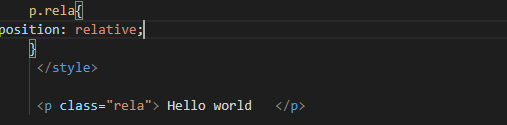 p.rela{
position: relative;
}
</style>
<p class="rela"> Hello world </p>